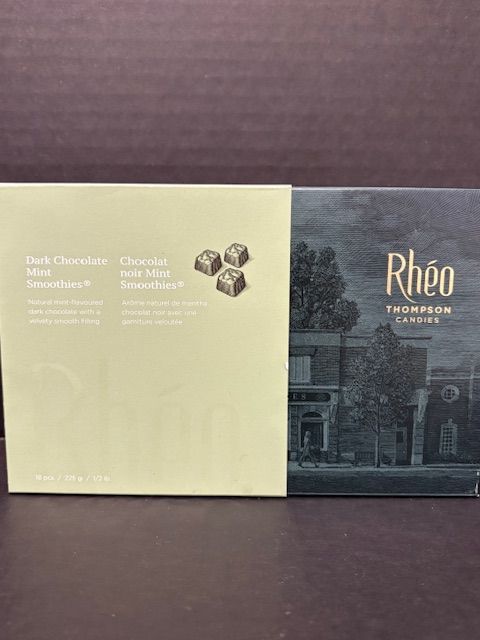 Dark Chocolate
Mint
Smoothies®
Natural mint-flavoured
dark chocolate with a
velvety smooth filling
Chocolat
noir Mint
Smoothies®
Arôme naturel de menthe
chocolat noir avec une
garniture veloutée
Rhéo
18 pcs / 225 g / 1/2 lb
Rhéo
THOMPSON
CANDIES